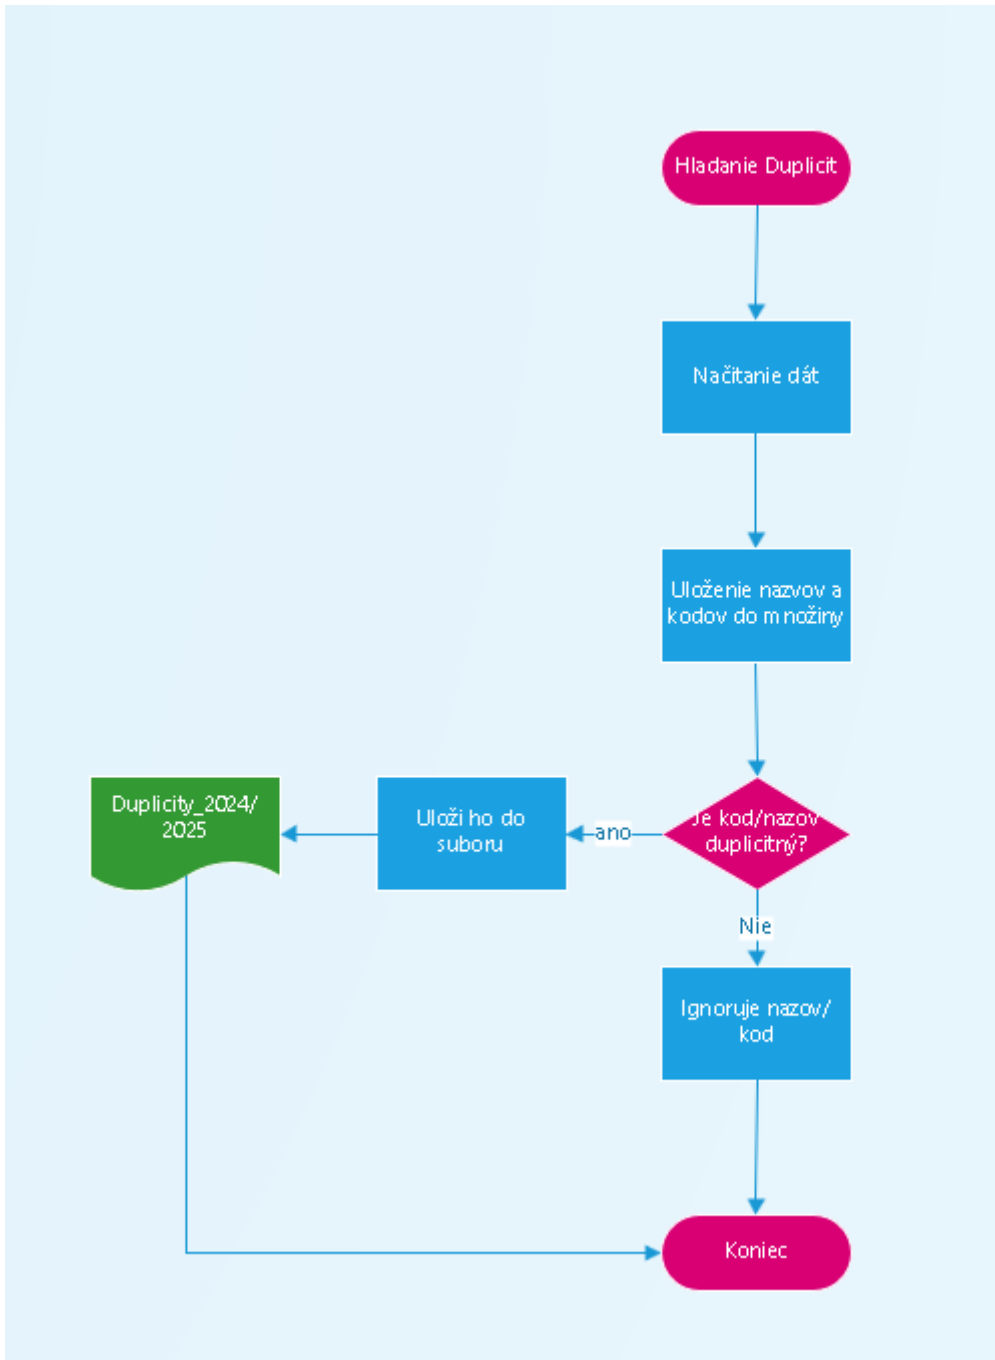 Hladanie Duplicit
Načitanie dát
Uloženie nazvov a
kodov do množiny
Je kod/nazov
duplicitný?
ano
Uloži ho do
suboru
Duplicity_2024/
2025
Nie
Ignoruje nazov/
kod
Koniec